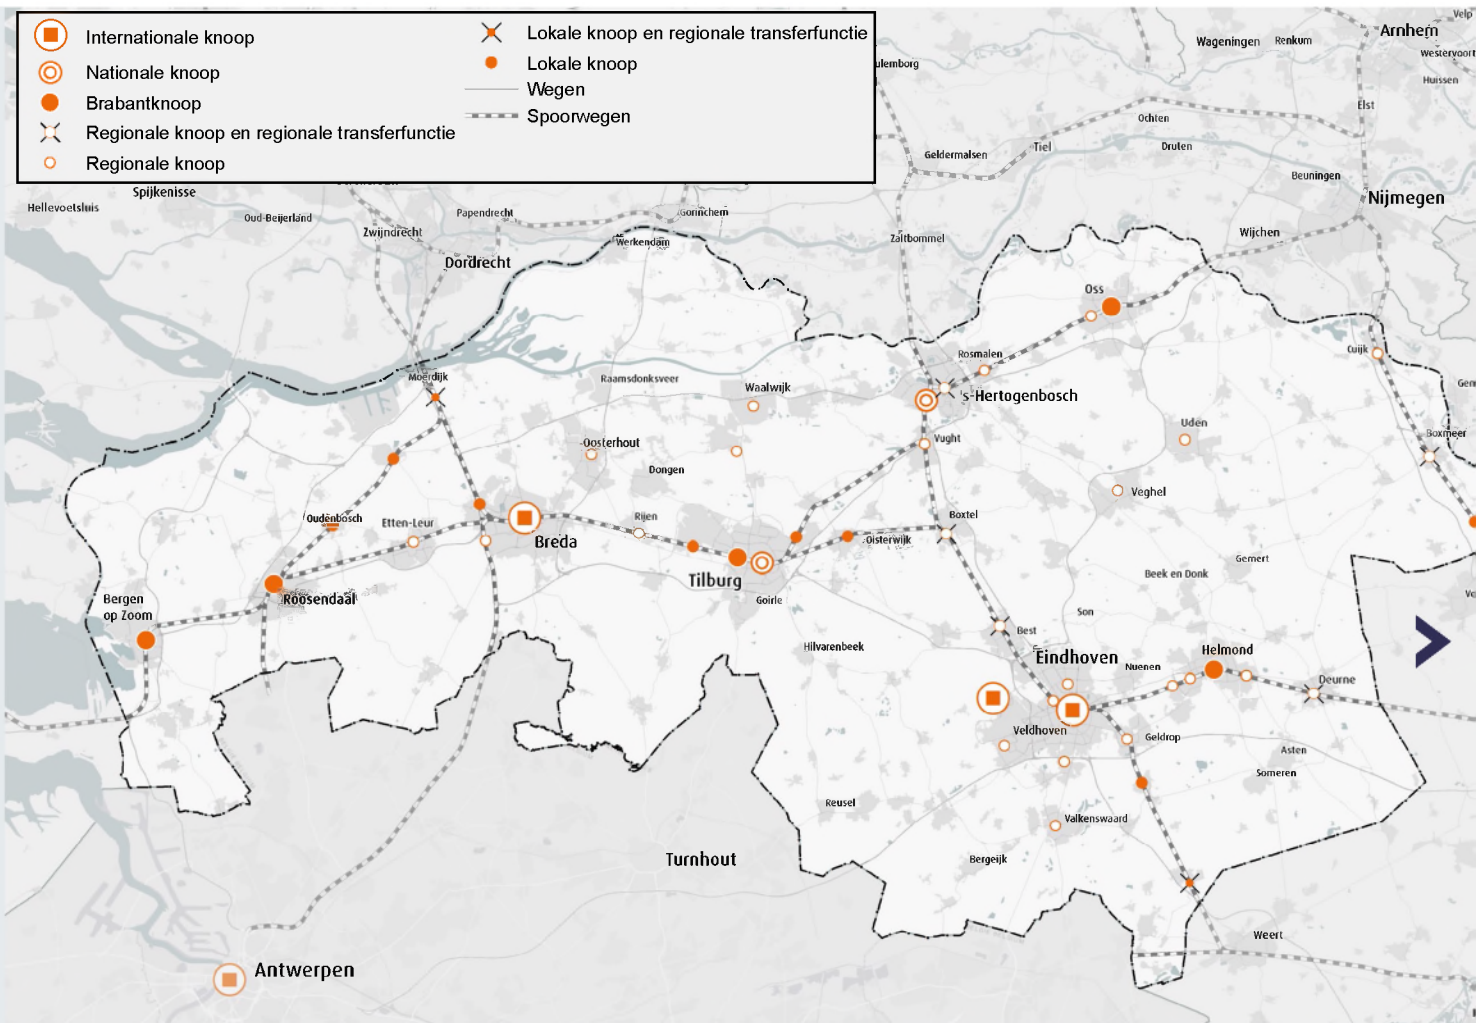 Internationale knoop
Nationale knoop
Brabantknoop
Regionale knoop en regionale transferfunctie
Regionale knoop
Lokale knoop en regionale transferfunctie
Lokale knoop
Wegen
Spoorwegen
Velp
Arnhem
Wageningen
Renkum
Westervoort
ulemborg
Huissen
Elst
Ochten
Tiel
Druten
Geldermalsen
Beuningen
Nijmegen
Spijkenisse
Hellevoetsluis
Oud-Beijerland
Papendrecht
Gorinchem
Zwijndrecht
Werkendam
Zaltbommel
Wijchen
Dordrecht
Oss
Rosmalen
Cuijk
Moerdijk
Raamsdonksveer
Waalwijk
's-Hertogenbosch
Uden
Boxmeer
Oosterhout
Vught
Dongen
Veghel
Oudenbosch
Etten-Leur
Rijen
Boxtel
Breda
Oisterwijk
Tilburg
Gemert
Beek en Donk
Bergen
op Zoom
Roosendaal
Goirle
Son
Best
Hilvarenbeek
Eindhoven
Nuenen
Helmond
Deurne
Veldhoven
Geldrop
Asten
Someren
Reusel
Valkenswaard
Turnhout
Bergeijk
Weert
Antwerpen